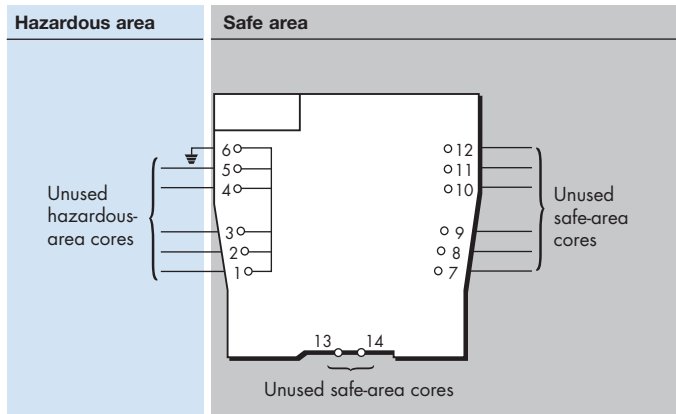 Hazardous area
Safe area
6
5
4
3
2
1
12
11
10
9
8
7
Unused
hazardous-
area cores
Unused
safe-area
cores
13 14
Unused safe-area cores